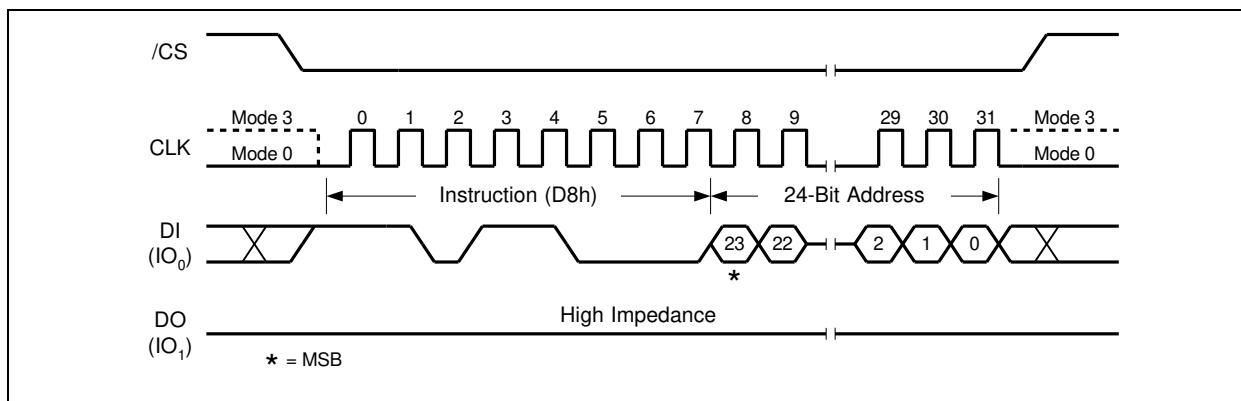 /CS
Mode 3 0 1 2 3 4 5 6 7 8 9 29 30 31 Mode 3
CLK
Mode 0 Mode 0
Instruction (D8h) 24-Bit Address
DI
(IO0) 23 22 2 1 0
*
DO High Impedance
(IO1)
* = MSB